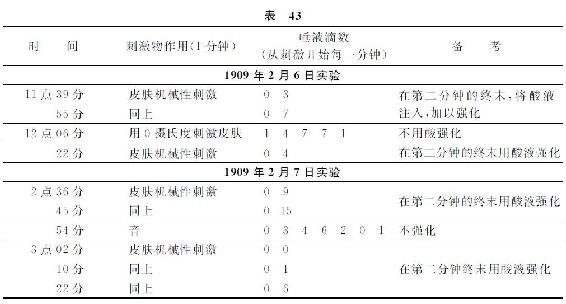 表 43
时 间 刺激物作用(1分钟) 唾液滴数(从刺激开始每一分钟) 备 考
1909年2月6日实验
11点39分 皮肤机械性刺激 0 3 在第二分钟的终末,将酸液
55分 同上 0 7 注入,加以强化
12点06分 用0摄氏度刺激皮肤 1 4 7 7 1 不用酸强化
22分 皮肤机械性刺激 0 4 在第二分钟的终末用酸液强化
1909年2月7日实验
2点36分 皮肤机械性刺激 0 9 在第二分钟的终末用酸液强化
45分 同上 0 15
54分 音 0 3 4 6 2 0 1 不强化
3点02分 皮肤机械性刺激 0 0
10分 同上 0 1 在第二分钟终末用酸液强化
22分 同上 0 6